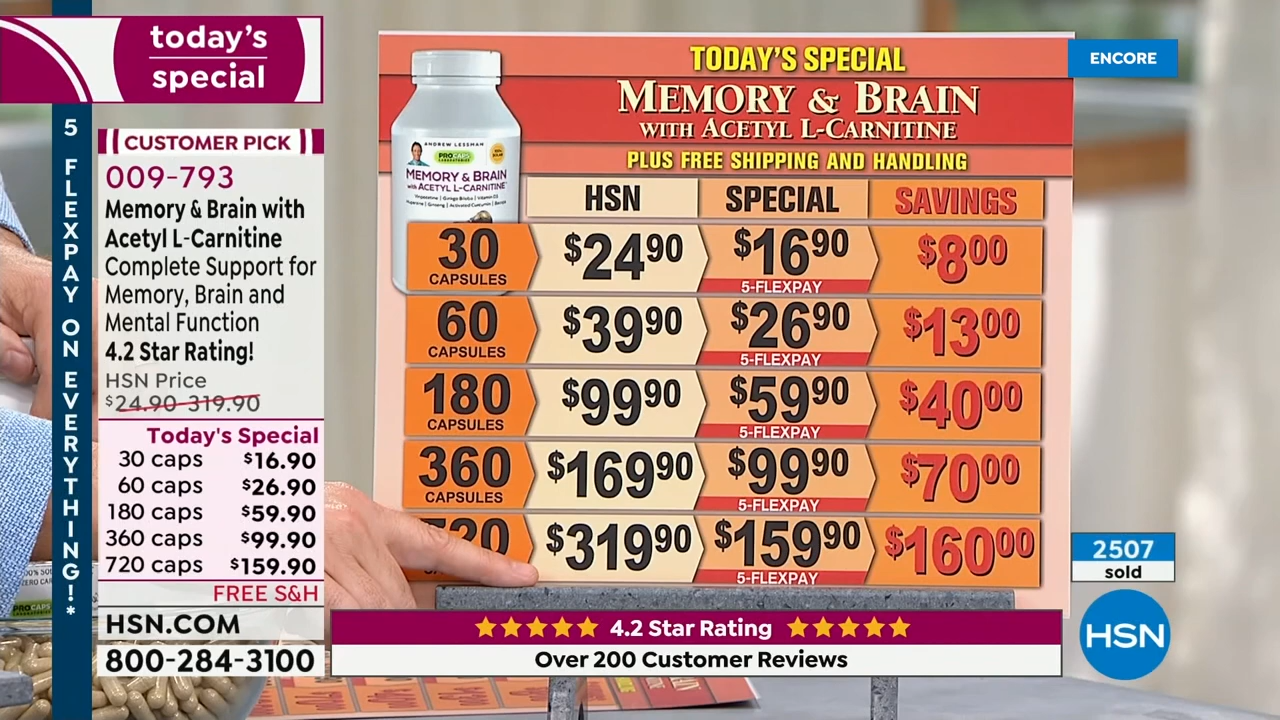 today's
special
5 FLEXPAY ON EVERYTHING!*
CUSTOMER PICK
009-793
Memory & Brain with
Acetyl L-Carnitine
Complete Support for
Memory, Brain and
Mental Function
4.2 Star Rating!
HSN Price
$24.90-319.90
Today's Special
30 caps $16.90
60 caps $26.90
180 caps $59.90
360 caps $99.90
720 caps $159.90
FREE S&H
HSN.COM
800-284-3100
TODAY'S SPECIAL
MEMORY & BRAIN
WITH ACETYL L-CARNITINE
PLUS FREE SHIPPING AND HANDLING
ANDREW LESSMAN
PROCAPS
LABORATORIES
MEMORY & BRAIN
with ACETYL L-CARNITINE
HSN SPECIAL SAVINGS
30 CAPSULES $24.90 $16.90 5-FLEXPAY $8.00
60 CAPSULES $39.90 $26.90 5-FLEXPAY $13.00
180 CAPSULES $99.90 $59.90 5-FLEXPAY $40.00
360 CAPSULES $169.90 $99.90 5-FLEXPAY $70.00
720 $319.90 $159.90 5-FLEXPAY $160.00
ENCORE
2507
sold
HSN
4.2 Star Rating
Over 200 Customer Reviews
PROCAPS